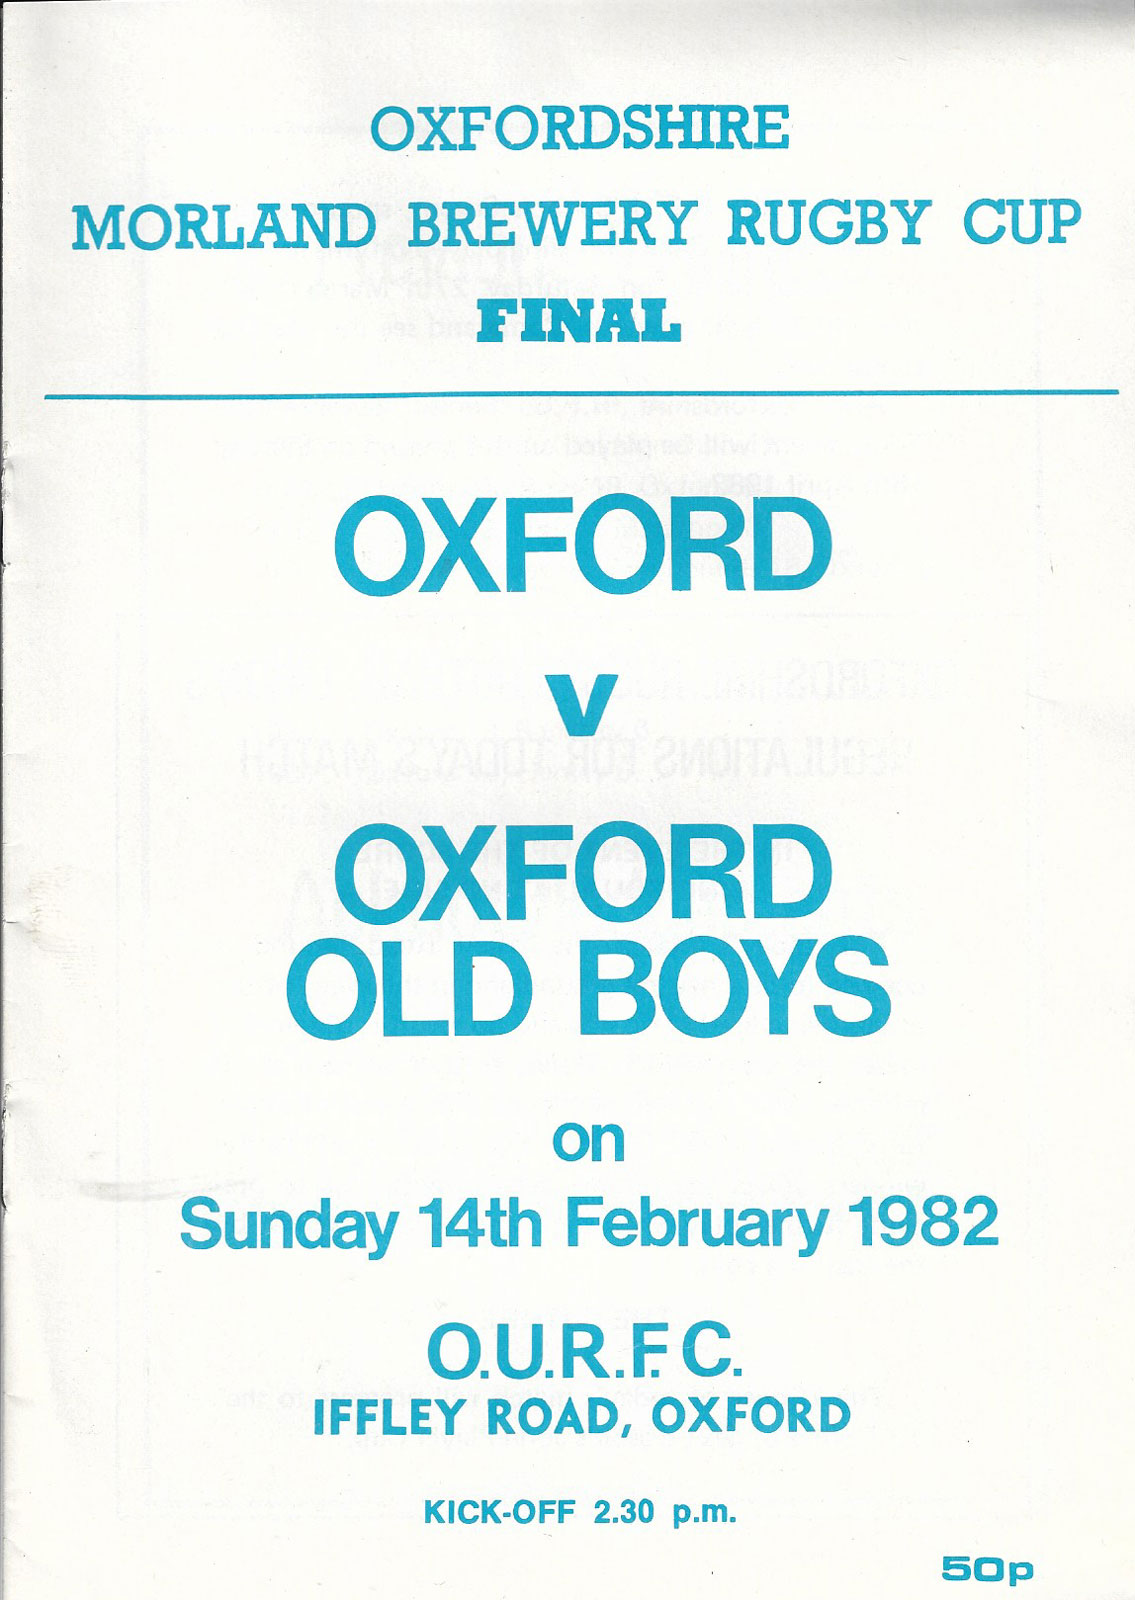 OXFORDSHIRE
MORLAND BREWERY RUGBY CUP
FINAL
OXFORD
v
OXFORD
OLD BOYS
on
Sunday 14th February 1982
O.U.R.F.C.
IFFLEY ROAD, OXFORD
KICK-OFF 2.30 p.m.
50p